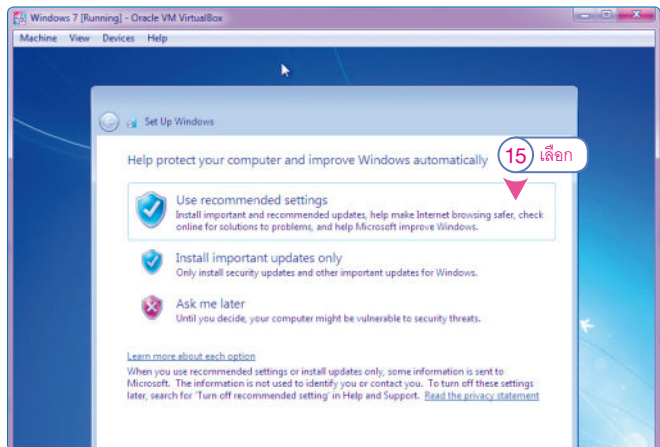 Windows 7 [Running] - Oracle VM VirtualBox
Machine View Devices Help
Set Up Windows
Help protect your computer and improve Windows automatically
15 เลือก
Use recommended settings
Install important and recommended updates, help make Internet browsing safer, check
online for solutions to problems, and help Microsoft improve Windows.
Install important updates only
Only install security updates and other important updates for Windows.
Ask me later
Until you decide, your computer might be vulnerable to security threats.
Learn more about each option
When you use recommended settings or install updates only, some information is sent to
Microsoft. The information is not used to identify you or contact you. To turn off these settings
later, search for 'Turn off recommended setting' in Help and Support. Read the privacy statement